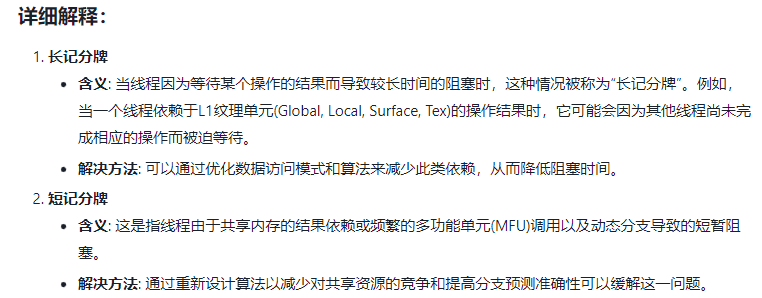 详细解释：
1. 长记分牌
• 含义: 当线程因为等待某个操作的结果而导致较长时间的阻塞时，这种情况被称为“长记分牌”。例如，
当一个线程依赖于L1纹理单元(Global, Local, Surface, Tex)的操作结果时，它可能会因为其他线程尚未完
成相应的操作而被迫等待。
• 解决方法: 可以通过优化数据访问模式和算法来减少此类依赖，从而降低阻塞时间。
2. 短记分牌
• 含义: 这是指线程由于共享内存的结果依赖或频繁的多功能单元(MFU)调用以及动态分支导致的短暂阻
塞。
• 解决方法: 通过重新设计算法以减少对共享资源的竞争和提高分支预测准确性可以缓解这一问题。